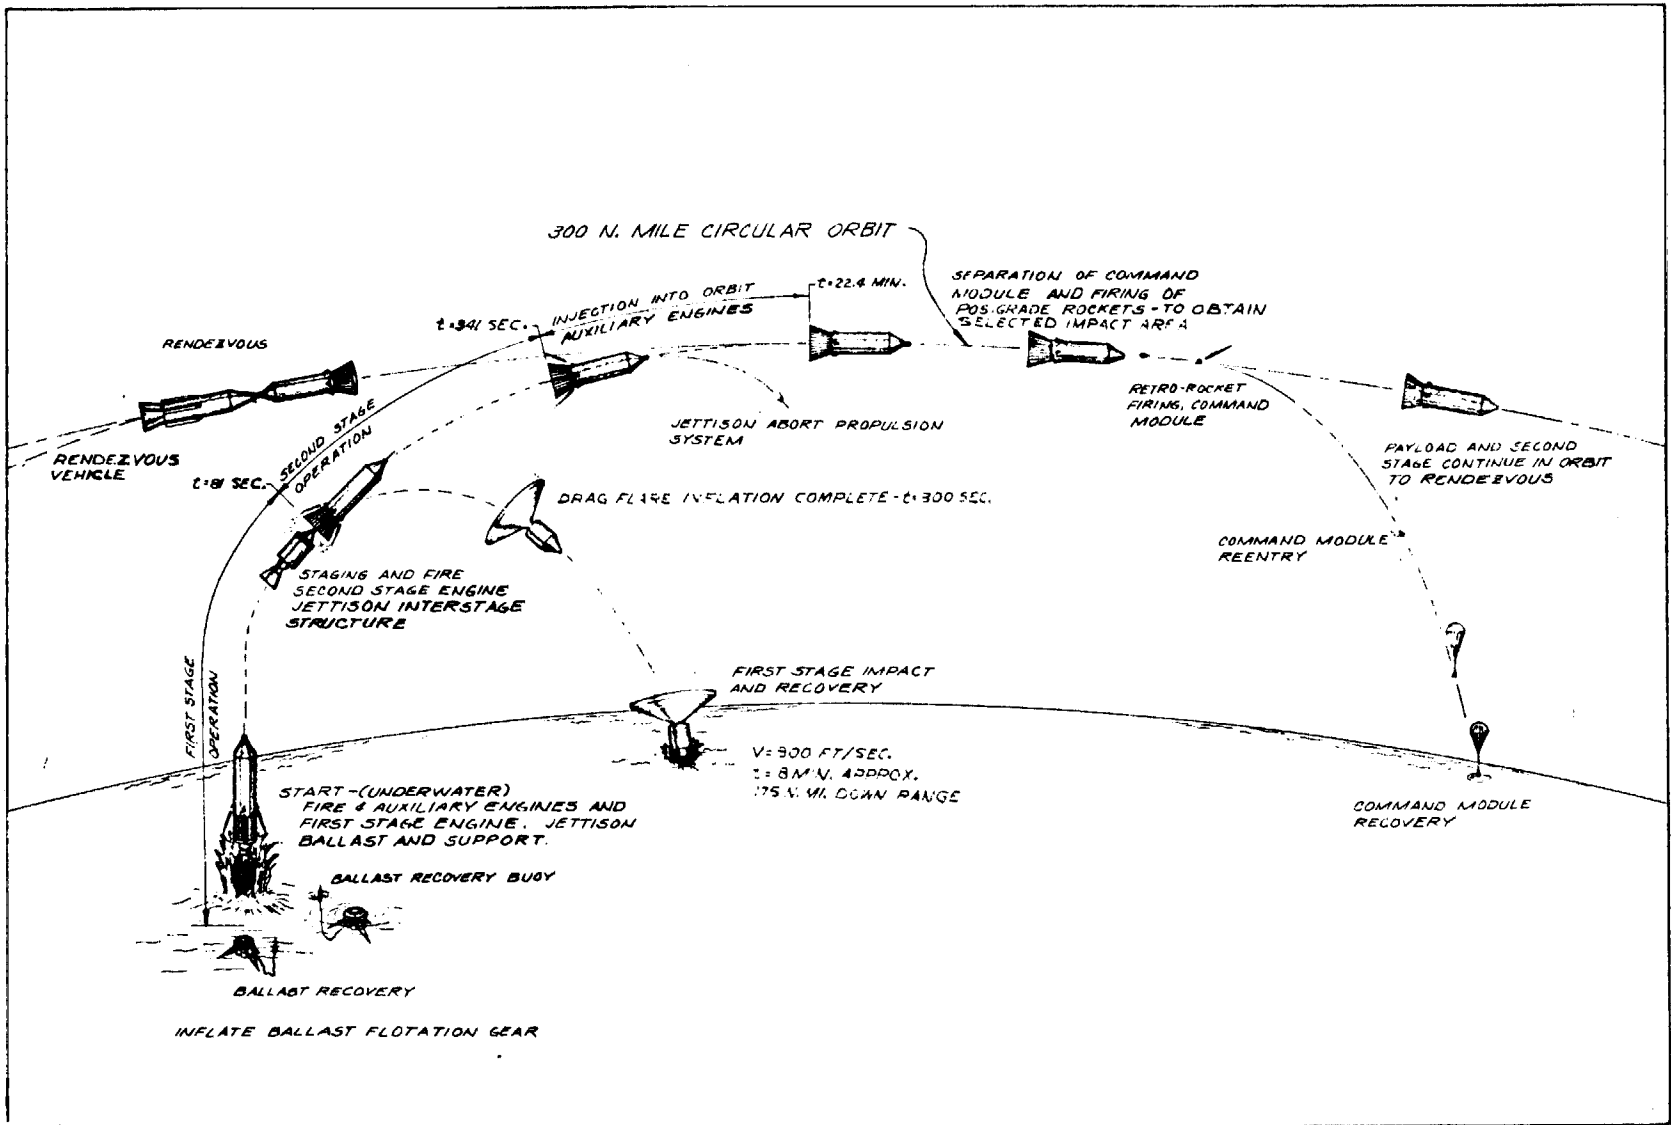 300 N. MILE CIRCULAR ORBIT
t=22.4 MIN.
SEPARATION OF COMMAND
MODULE AND FIRING OF
POS-GRADE ROCKETS - TO OBTAIN
SELECTED IMPACT AREA
INJECTION INTO ORBIT
AUXILIARY ENGINES
t=341 SEC.
RENDEZVOUS
RETRO-ROCKET
FIRING, COMMAND
MODULE
JETTISON ABORT PROPULSION
SYSTEM
SECOND STAGE
OPERATION
RENDEZVOUS
VEHICLE
t=81 SEC.
PAYLOAD AND SECOND
STAGE CONTINUE IN ORBIT
TO RENDEZVOUS
DRAG FLARE INFLATION COMPLETE - t=300 SEC.
COMMAND MODULE
REENTRY
STAGING AND FIRE
SECOND STAGE ENGINE
JETTISON INTERSTAGE
STRUCTURE
FIRST STAGE
OPERATION
FIRST STAGE IMPACT
AND RECOVERY
V=300 FT/SEC.
t=8 MIN. APPROX.
175 N. MI. DOWN RANGE
START-(UNDERWATER)
FIRE 4 AUXILIARY ENGINES AND
FIRST STAGE ENGINE. JETTISON
BALLAST AND SUPPORT.
COMMAND MODULE
RECOVERY
BALLAST RECOVERY BUOY
BALLAST RECOVERY
INFLATE BALLAST FLOTATION GEAR